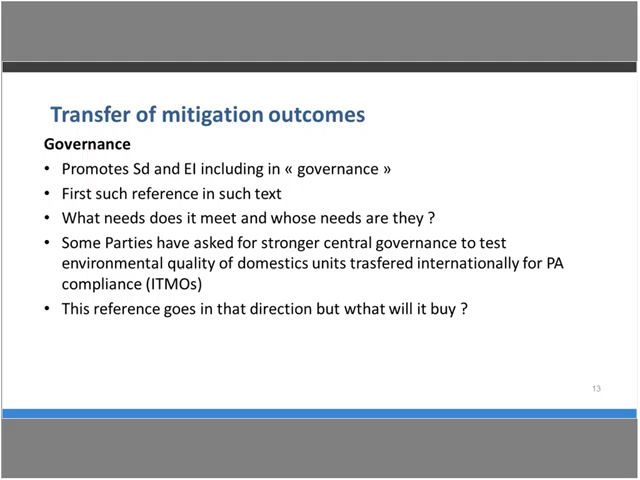 Transfer of mitigation outcomes
Governance
• Promotes Sd and EI including in « governance »
• First such reference in such text
• What needs does it meet and whose needs are they ?
• Some Parties have asked for stronger central governance to test
environmental quality of domestics units trasfered internationally for PA
compliance (ITMOs)
• This reference goes in that direction but wthat will it buy ?
13